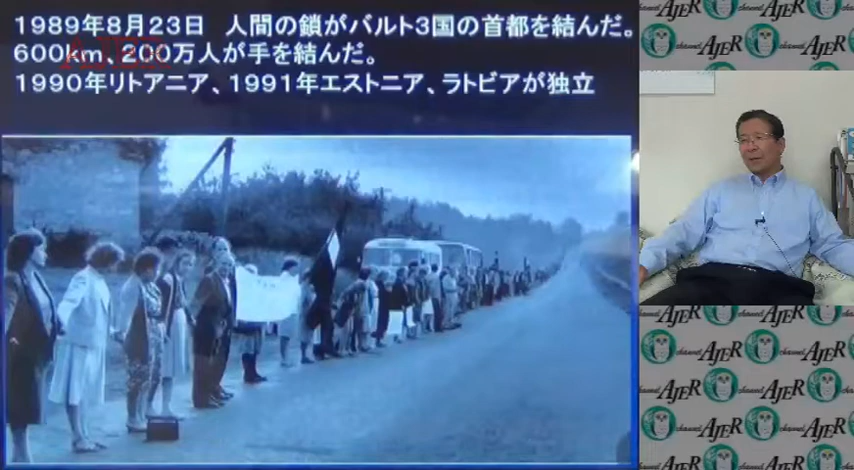 1989年8月23日　人間の鎖がバルト3国の首都を結んだ。
600km、200万人が手を結んだ。
1990年リトアニア、1991年エストニア、ラトビアが独立
AJER
channel AJER